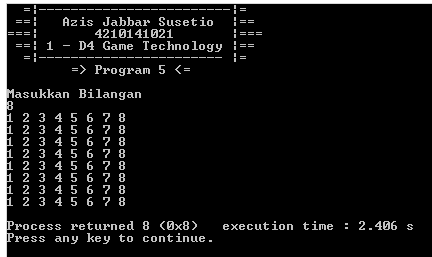 =¦------------------------¦=
==¦ Azis Jabbar Susetio ¦==
===¦ 4210141021 ¦===
==¦ 1 - D4 Game Technology ¦==
=¦------------------------ ¦=
=> Program 5 <=
Masukkan Bilangan
8
1 2 3 4 5 6 7 8
1 2 3 4 5 6 7 8
1 2 3 4 5 6 7 8
1 2 3 4 5 6 7 8
1 2 3 4 5 6 7 8
1 2 3 4 5 6 7 8
1 2 3 4 5 6 7 8
1 2 3 4 5 6 7 8
Process returned 8 (0x8) execution time : 2.406 s
Press any key to continue.